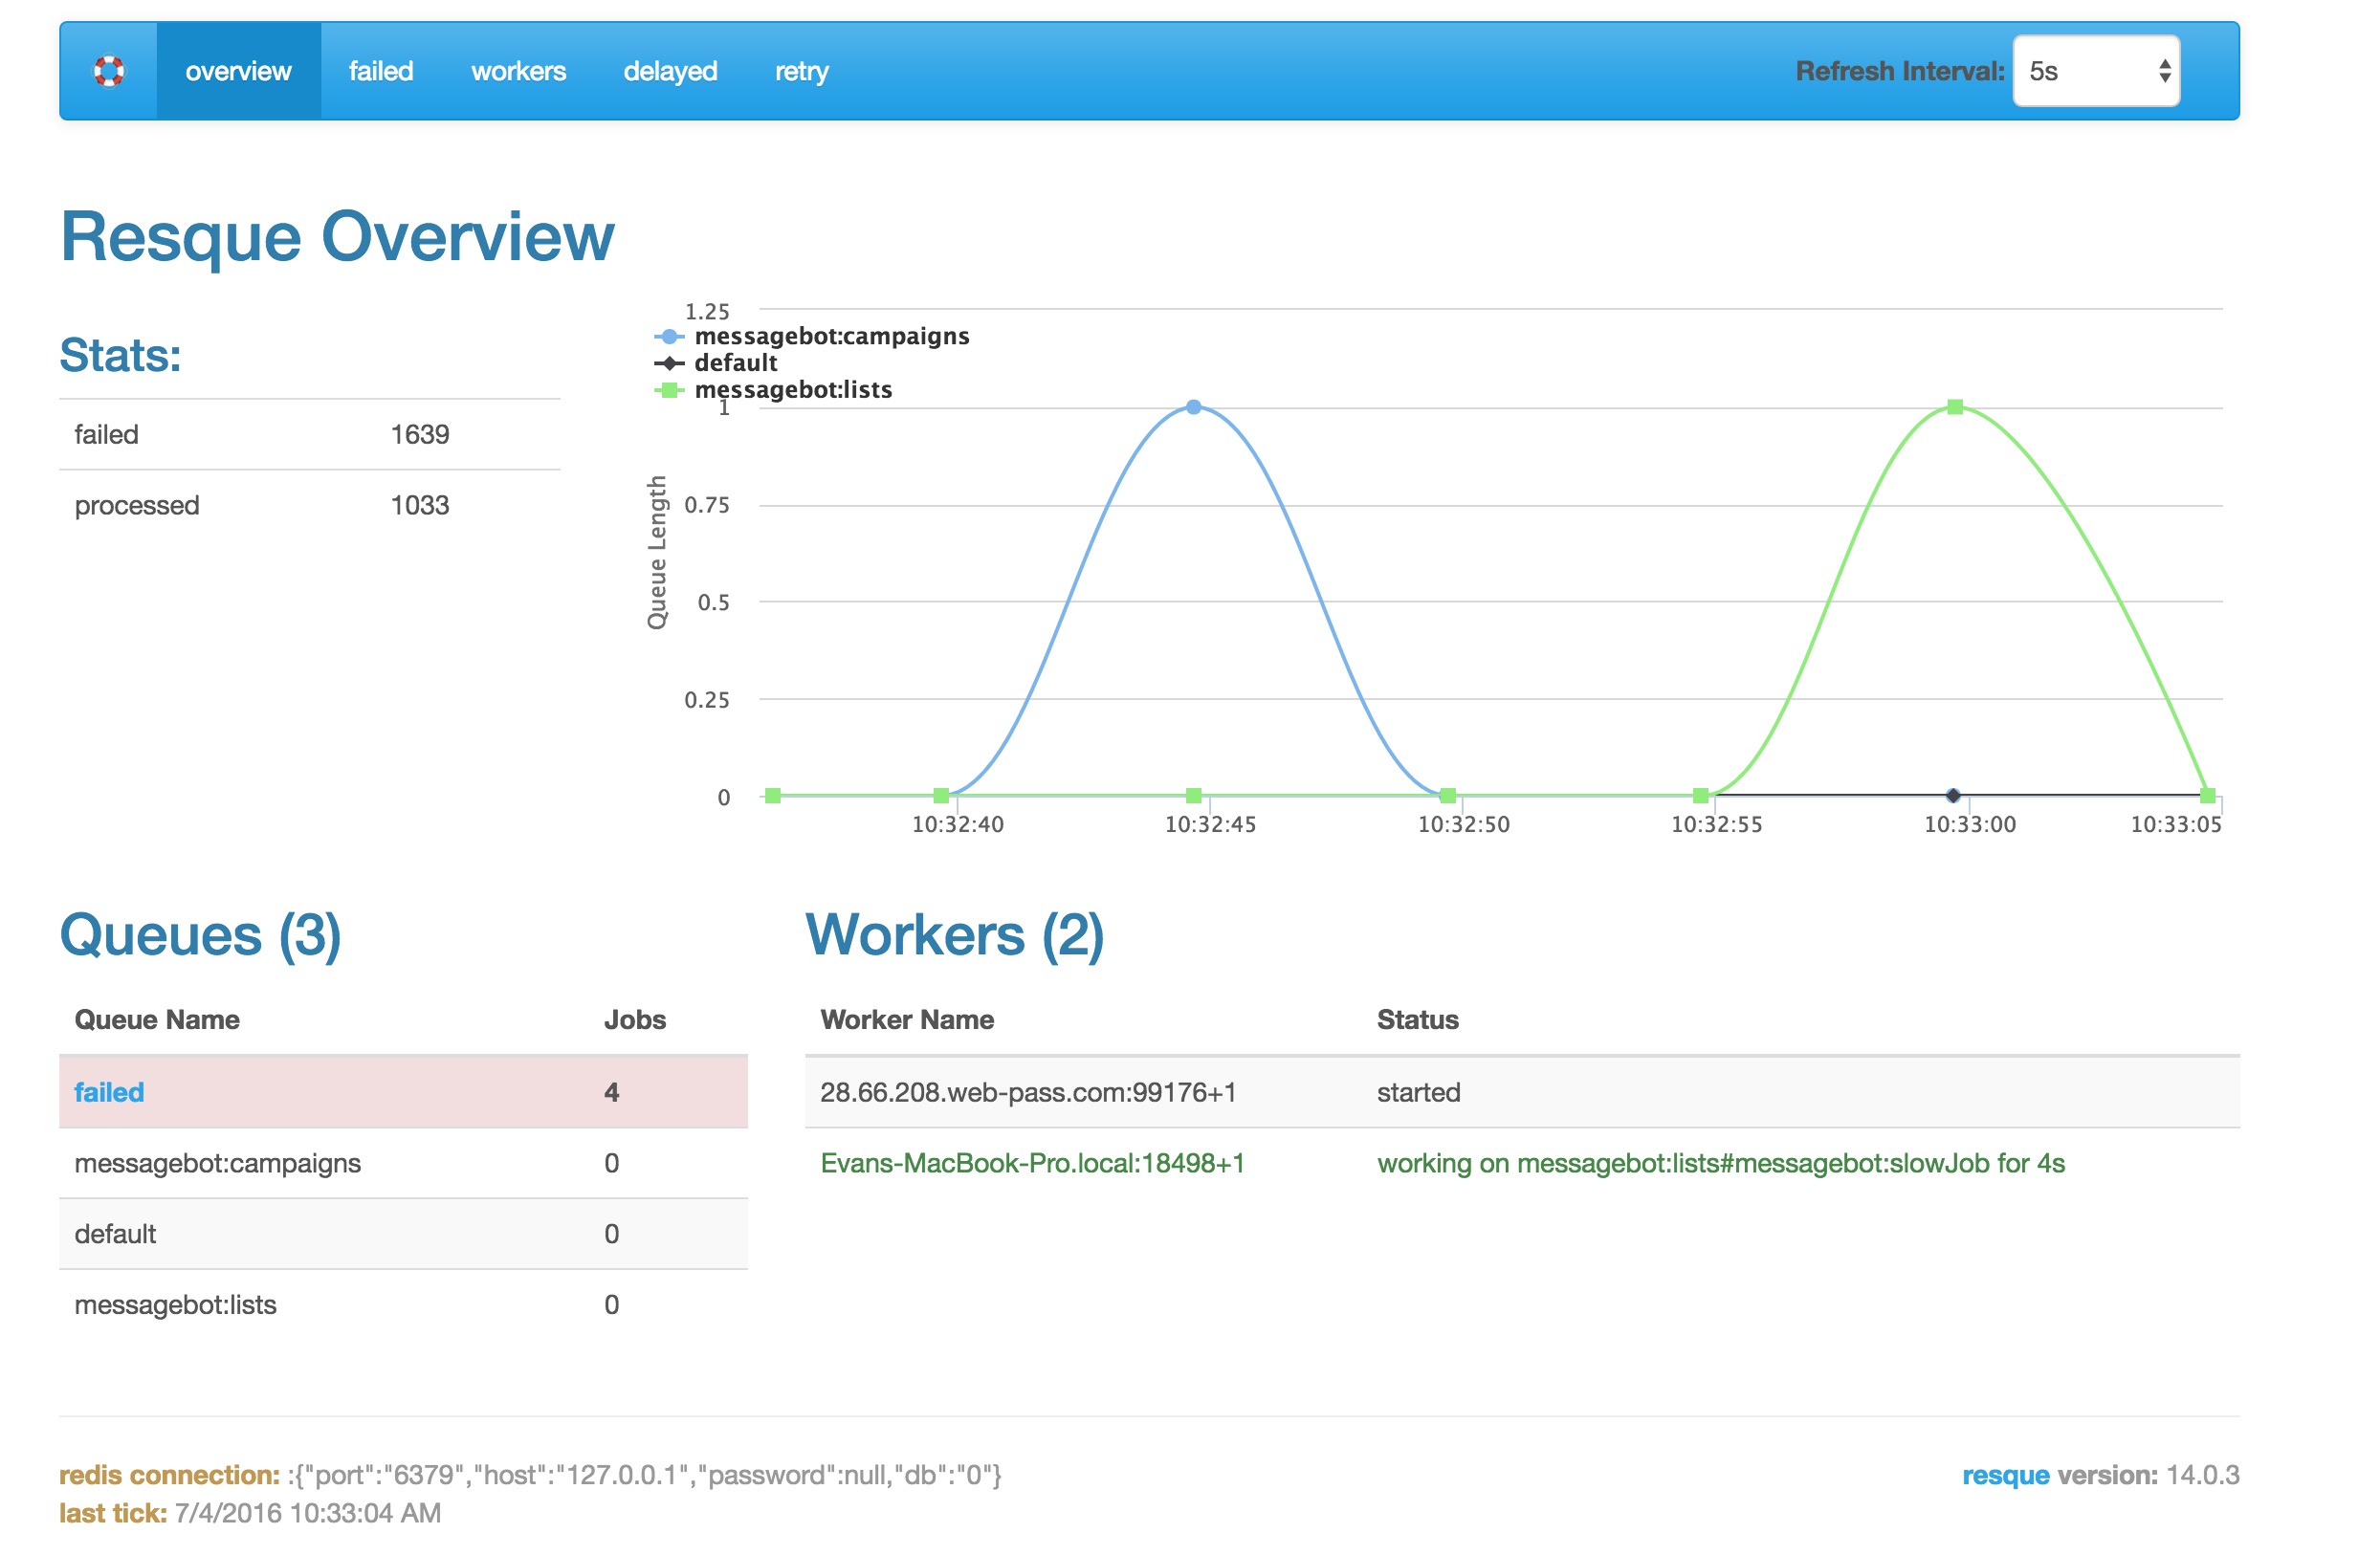 overview failed workers delayed retry Refresh Interval: 5s
Resque Overview
Stats:
failed 1639
processed 1033
1.25
messagebot:campaigns
default
messagebot:lists
1
0.75
0.5
0.25
0
Queue Length
10:32:40 10:32:45 10:32:50 10:32:55 10:33:00 10:33:05
Queues (3)
Queue Name Jobs
failed 4
messagebot:campaigns 0
default 0
messagebot:lists 0
Workers (2)
Worker Name Status
28.66.208.web-pass.com:99176+1 started
Evans-MacBook-Pro.local:18498+1 working on messagebot:lists#messagebot:slowJob for 4s
redis connection: :{"port":"6379","host":"127.0.0.1","password":null,"db":"0"}
last tick: 7/4/2016 10:33:04 AM
resque version: 14.0.3